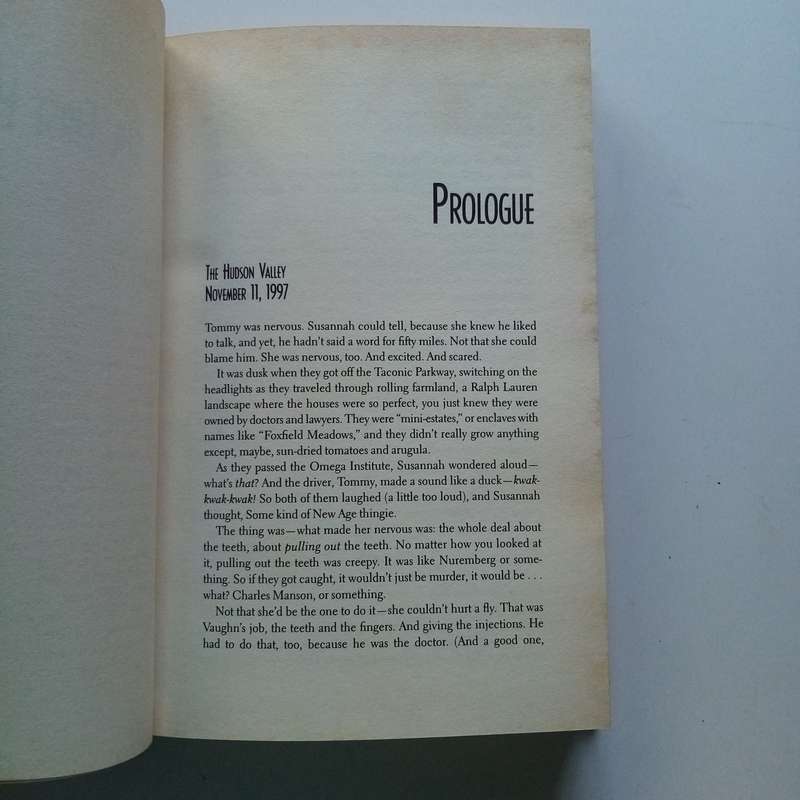 PROLOGUE
THE HUDSON VALLEY
NOVEMBER 11, 1997
Tommy was nervous. Susannah could tell, because she knew he liked
to talk, and yet, he hadn't said a word for fifty miles. Not that she could
blame him. She was nervous, too. And excited. And scared.
It was dusk when they got off the Taconic Parkway, switching on the
headlights as they traveled through rolling farmland, a Ralph Lauren
landscape where the houses were so perfect, you just knew they were
owned by doctors and lawyers. They were “mini-estates,” or enclaves with
names like “Foxfield Meadows,” and they didn't really grow anything
except, maybe, sun-dried tomatoes and arugula.
As they passed the Omega Institute, Susannah wondered aloud—
what's that? And the driver, Tommy, made a sound like a duck—kwak-
kwak-kwak! So both of them laughed (a little too loud), and Susannah
thought, Some kind of New Age thingie.
The thing was—what made her nervous was: the whole deal about
the teeth, about pulling out the teeth. No matter how you looked at
it, pulling out the teeth was creepy. It was like Nuremberg or some-
thing. So if they got caught, it wouldn't just be murder, it would be . . .
what? Charles Manson, or something.
Not that she'd be the one to do it—she couldn't hurt a fly. That was
Vaughn's job, the teeth and the fingers. And giving the injections. He
had to do that, too, because he was the doctor. (And a good one,